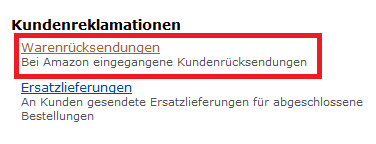 Kundenreklamationen
Warenrücksendungen
Bei Amazon eingegangene Kundenrücksendungen
Ersatzlieferungen
An Kunden gesendete Ersatzlieferungen für abgeschlossene
Bestellungen